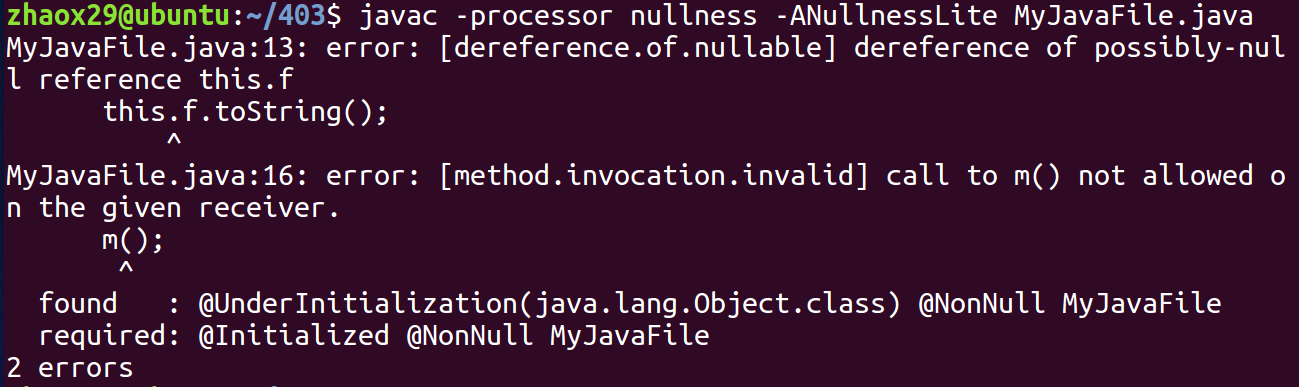 zhaox29@ubuntu:~/403$ javac -processor nullness -ANullnessLite MyJavaFile.java
MyJavaFile.java:13: error: [dereference.of.nullable] dereference of possibly-nul
l reference this.f
      this.f.toString();
          ^
MyJavaFile.java:16: error: [method.invocation.invalid] call to m() not allowed o
n the given receiver.
      m();
       ^
  found   : @UnderInitialization(java.lang.Object.class) @NonNull MyJavaFile
  required: @Initialized @NonNull MyJavaFile
2 errors